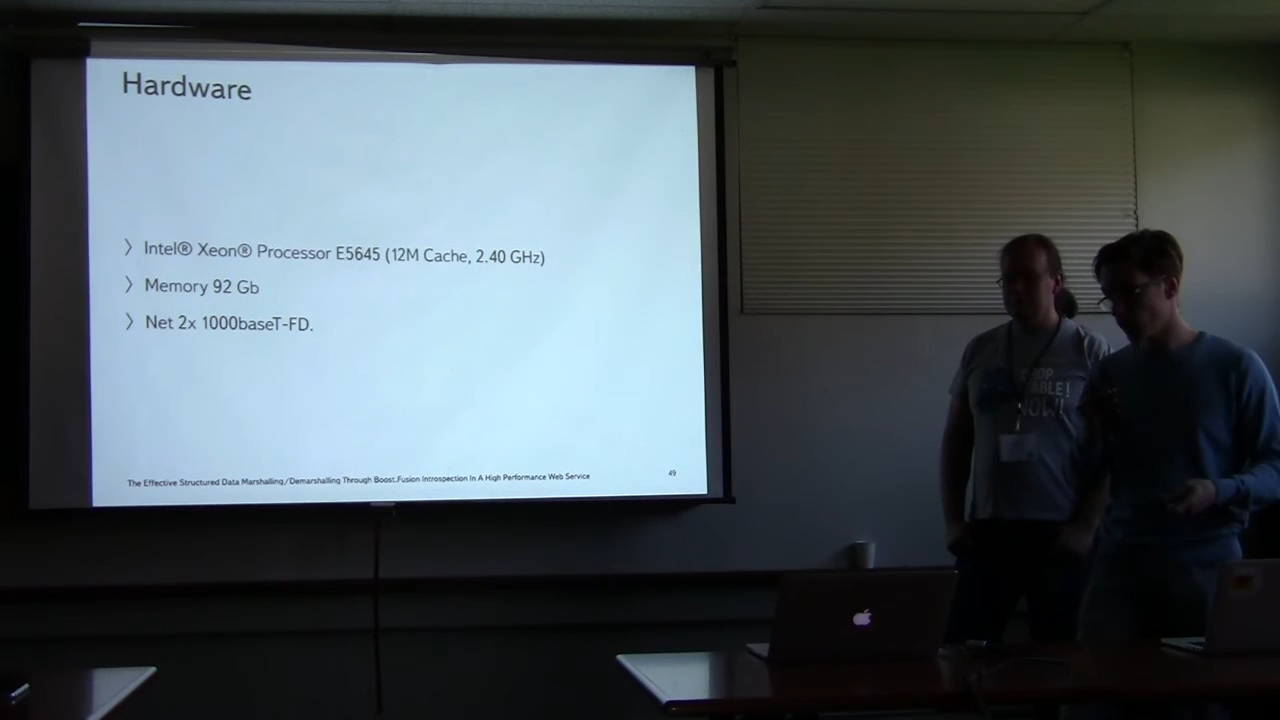 Hardware
〉 Intel® Xeon® Processor E5645 (12M Cache, 2.40 GHz)
〉 Memory 92 Gb
〉 Net 2x 1000baseT-FD.
The Effective Structured Data Marshalling/Demarshalling Through Boost.Fusion Introspection In A High Performance Web Service
49
NOW!